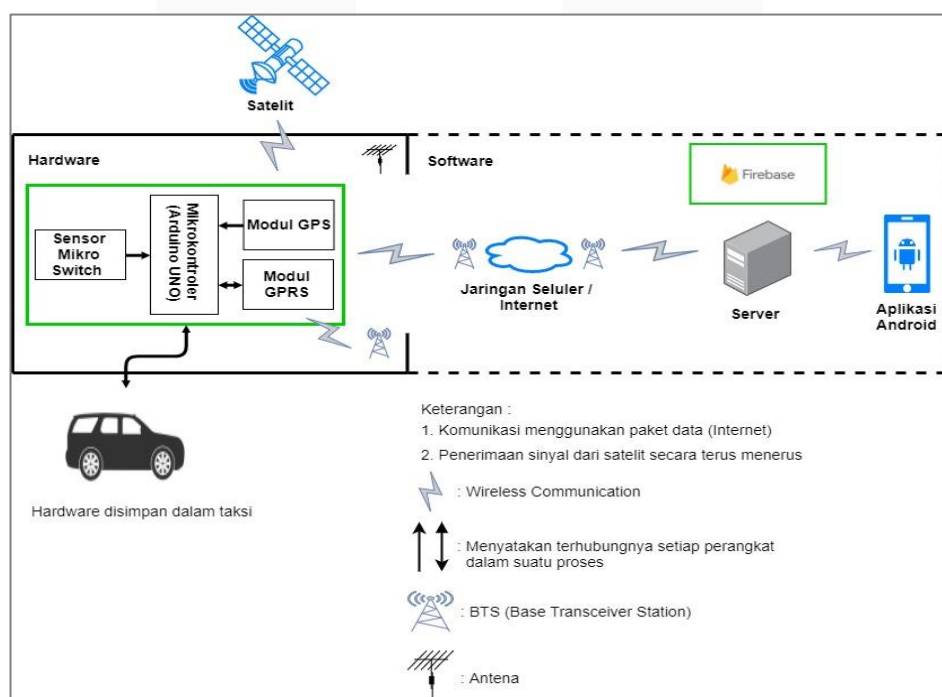 Satelit
Hardware
Software
Firebase
Sensor
Mikro
Switch
Mikrokontroler
(Arduino UNO)
Modul GPS
Modul
GPRS
Jaringan Seluler /
Internet
Server
Aplikasi
Android
Hardware disimpan dalam taksi
Keterangan :
1. Komunikasi menggunakan paket data (Internet)
2. Penerimaan sinyal dari satelit secara terus menerus
: Wireless Communication
: Menyatakan terhubungnya setiap perangkat
dalam suatu proses
: BTS (Base Transceiver Station)
: Antena